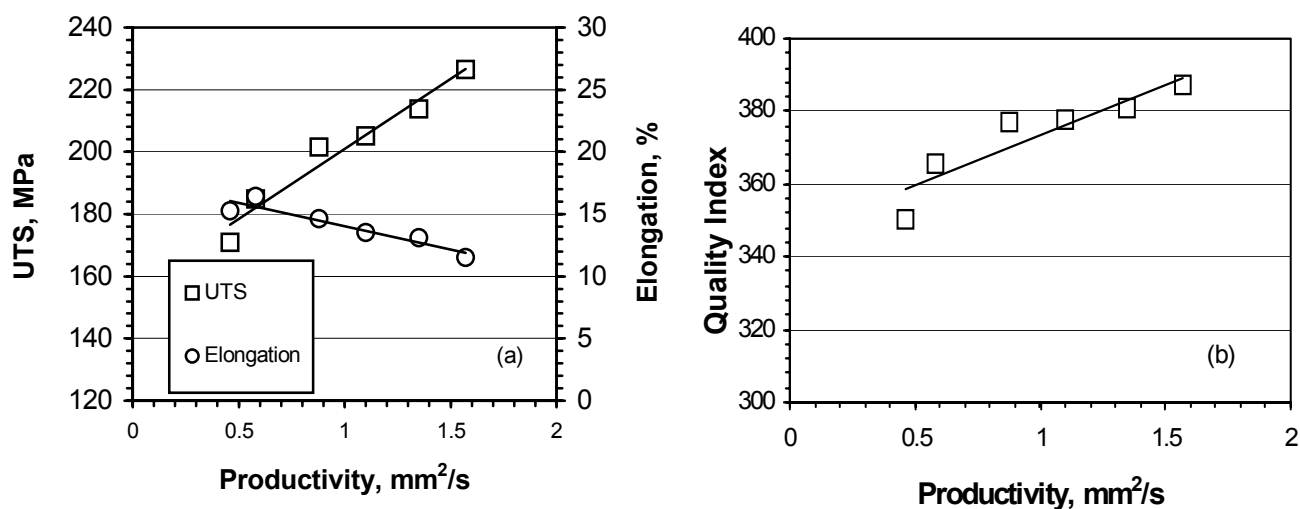 240
220
200
180
160
140
120
UTS, MPa
30
25
20
15
10
5
0
Elongation, %
UTS
Elongation
(a)
0 0.5 1 1.5 2
Productivity, mm²/s
400
380
360
340
320
300
Quality Index
(b)
0 0.5 1 1.5 2
Productivity, mm²/s